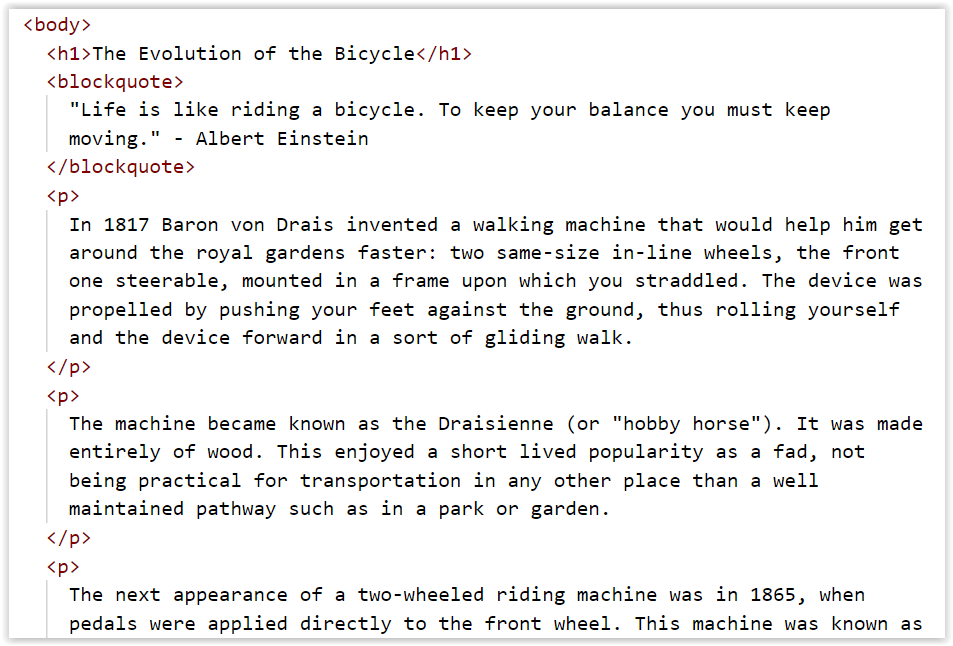 <body>
<h1>The Evolution of the Bicycle</h1>
<blockquote>
"Life is like riding a bicycle. To keep your balance you must keep
moving." - Albert Einstein
</blockquote>
<p>
In 1817 Baron von Drais invented a walking machine that would help him get
around the royal gardens faster: two same-size in-line wheels, the front
one steerable, mounted in a frame upon which you straddled. The device was
propelled by pushing your feet against the ground, thus rolling yourself
and the device forward in a sort of gliding walk.
</p>
<p>
The machine became known as the Draisienne (or "hobby horse"). It was made
entirely of wood. This enjoyed a short lived popularity as a fad, not
being practical for transportation in any other place than a well
maintained pathway such as in a park or garden.
</p>
<p>
The next appearance of a two-wheeled riding machine was in 1865, when
pedals were applied directly to the front wheel. This machine was known as